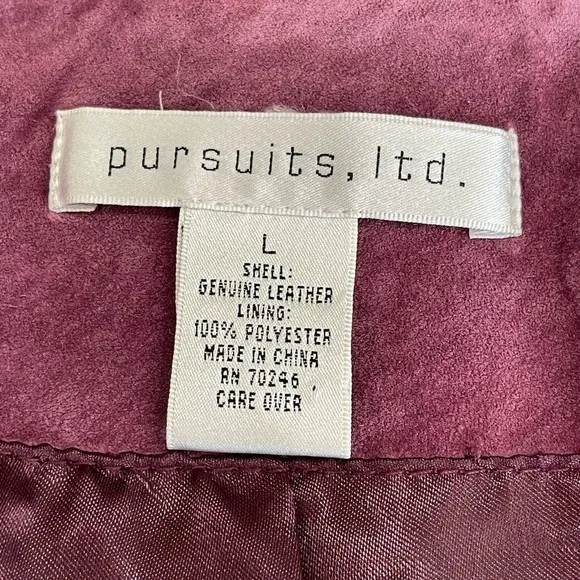 pursuits, ltd.
L
SHELL:
GENUINE LEATHER
LINING:
100% POLYESTER
MADE IN CHINA
RN 70246
CARE OVER